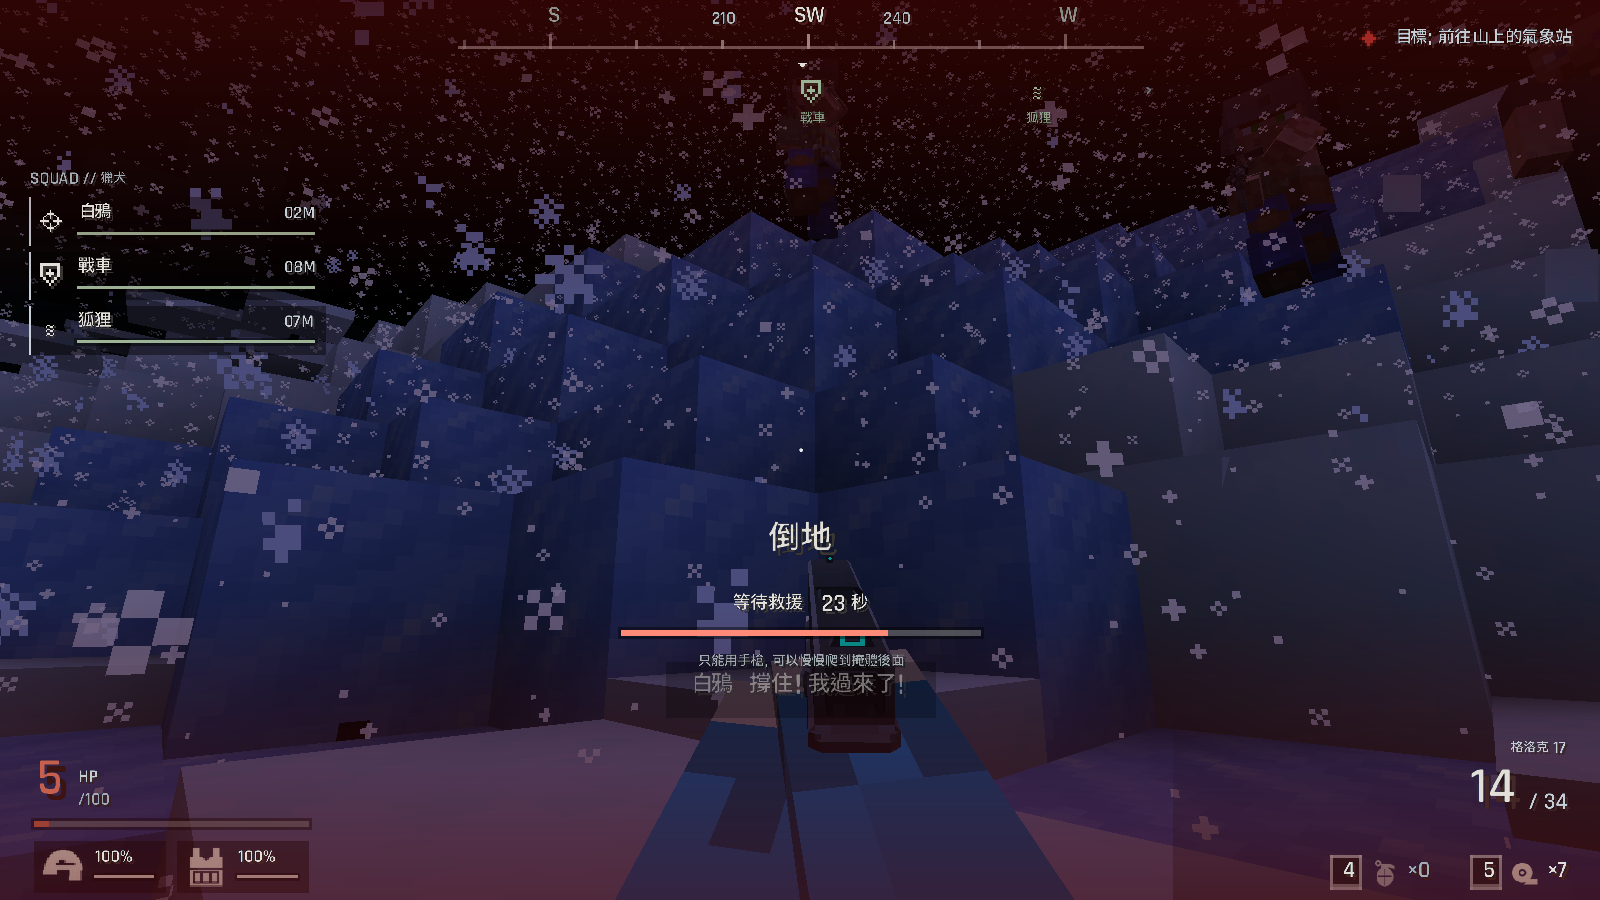 S 210 SW 240 W
目標: 前往山上的氣象站
戰車
狐狸
SQUAD // 獵犬
白鴉 02M
戰車 08M
狐狸 07M
倒地
等待救援 23 秒
只能用手槍, 可以慢慢爬到掩體後面
白鴉 撐住! 我過來了!
5 HP
/100
100% 100%
格洛克 17
14 / 34
4 ×0 5 ×7